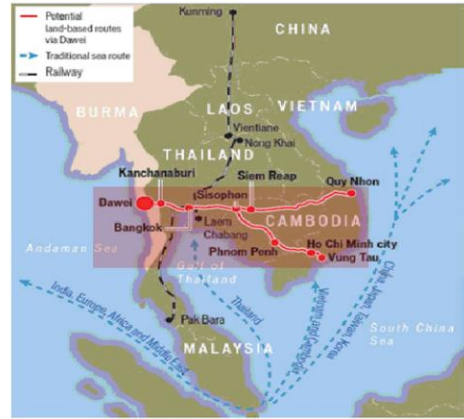 Potential
land-based routes
via Dawei
Traditional sea route
Railway
Kunming
CHINA
BURMA
LAOS
VIETNAM
Vientiane
Nong Khai
THAILAND
Kanchanaburi
Siem Reap
Sisophon
Quy Nhon
Dawei
Bangkok
Laem
Chabang
CAMBODIA
Phnom Penh
Ho Chi Minh city
Vung Tau
Andaman Sea
Gulf of
Thailand
India, Europe, Africa and Middle East
Thailand
Vietnam and Cambodia
China, Japan, Taiwan, Korea
South China
Sea
Pak Bara
MALAYSIA